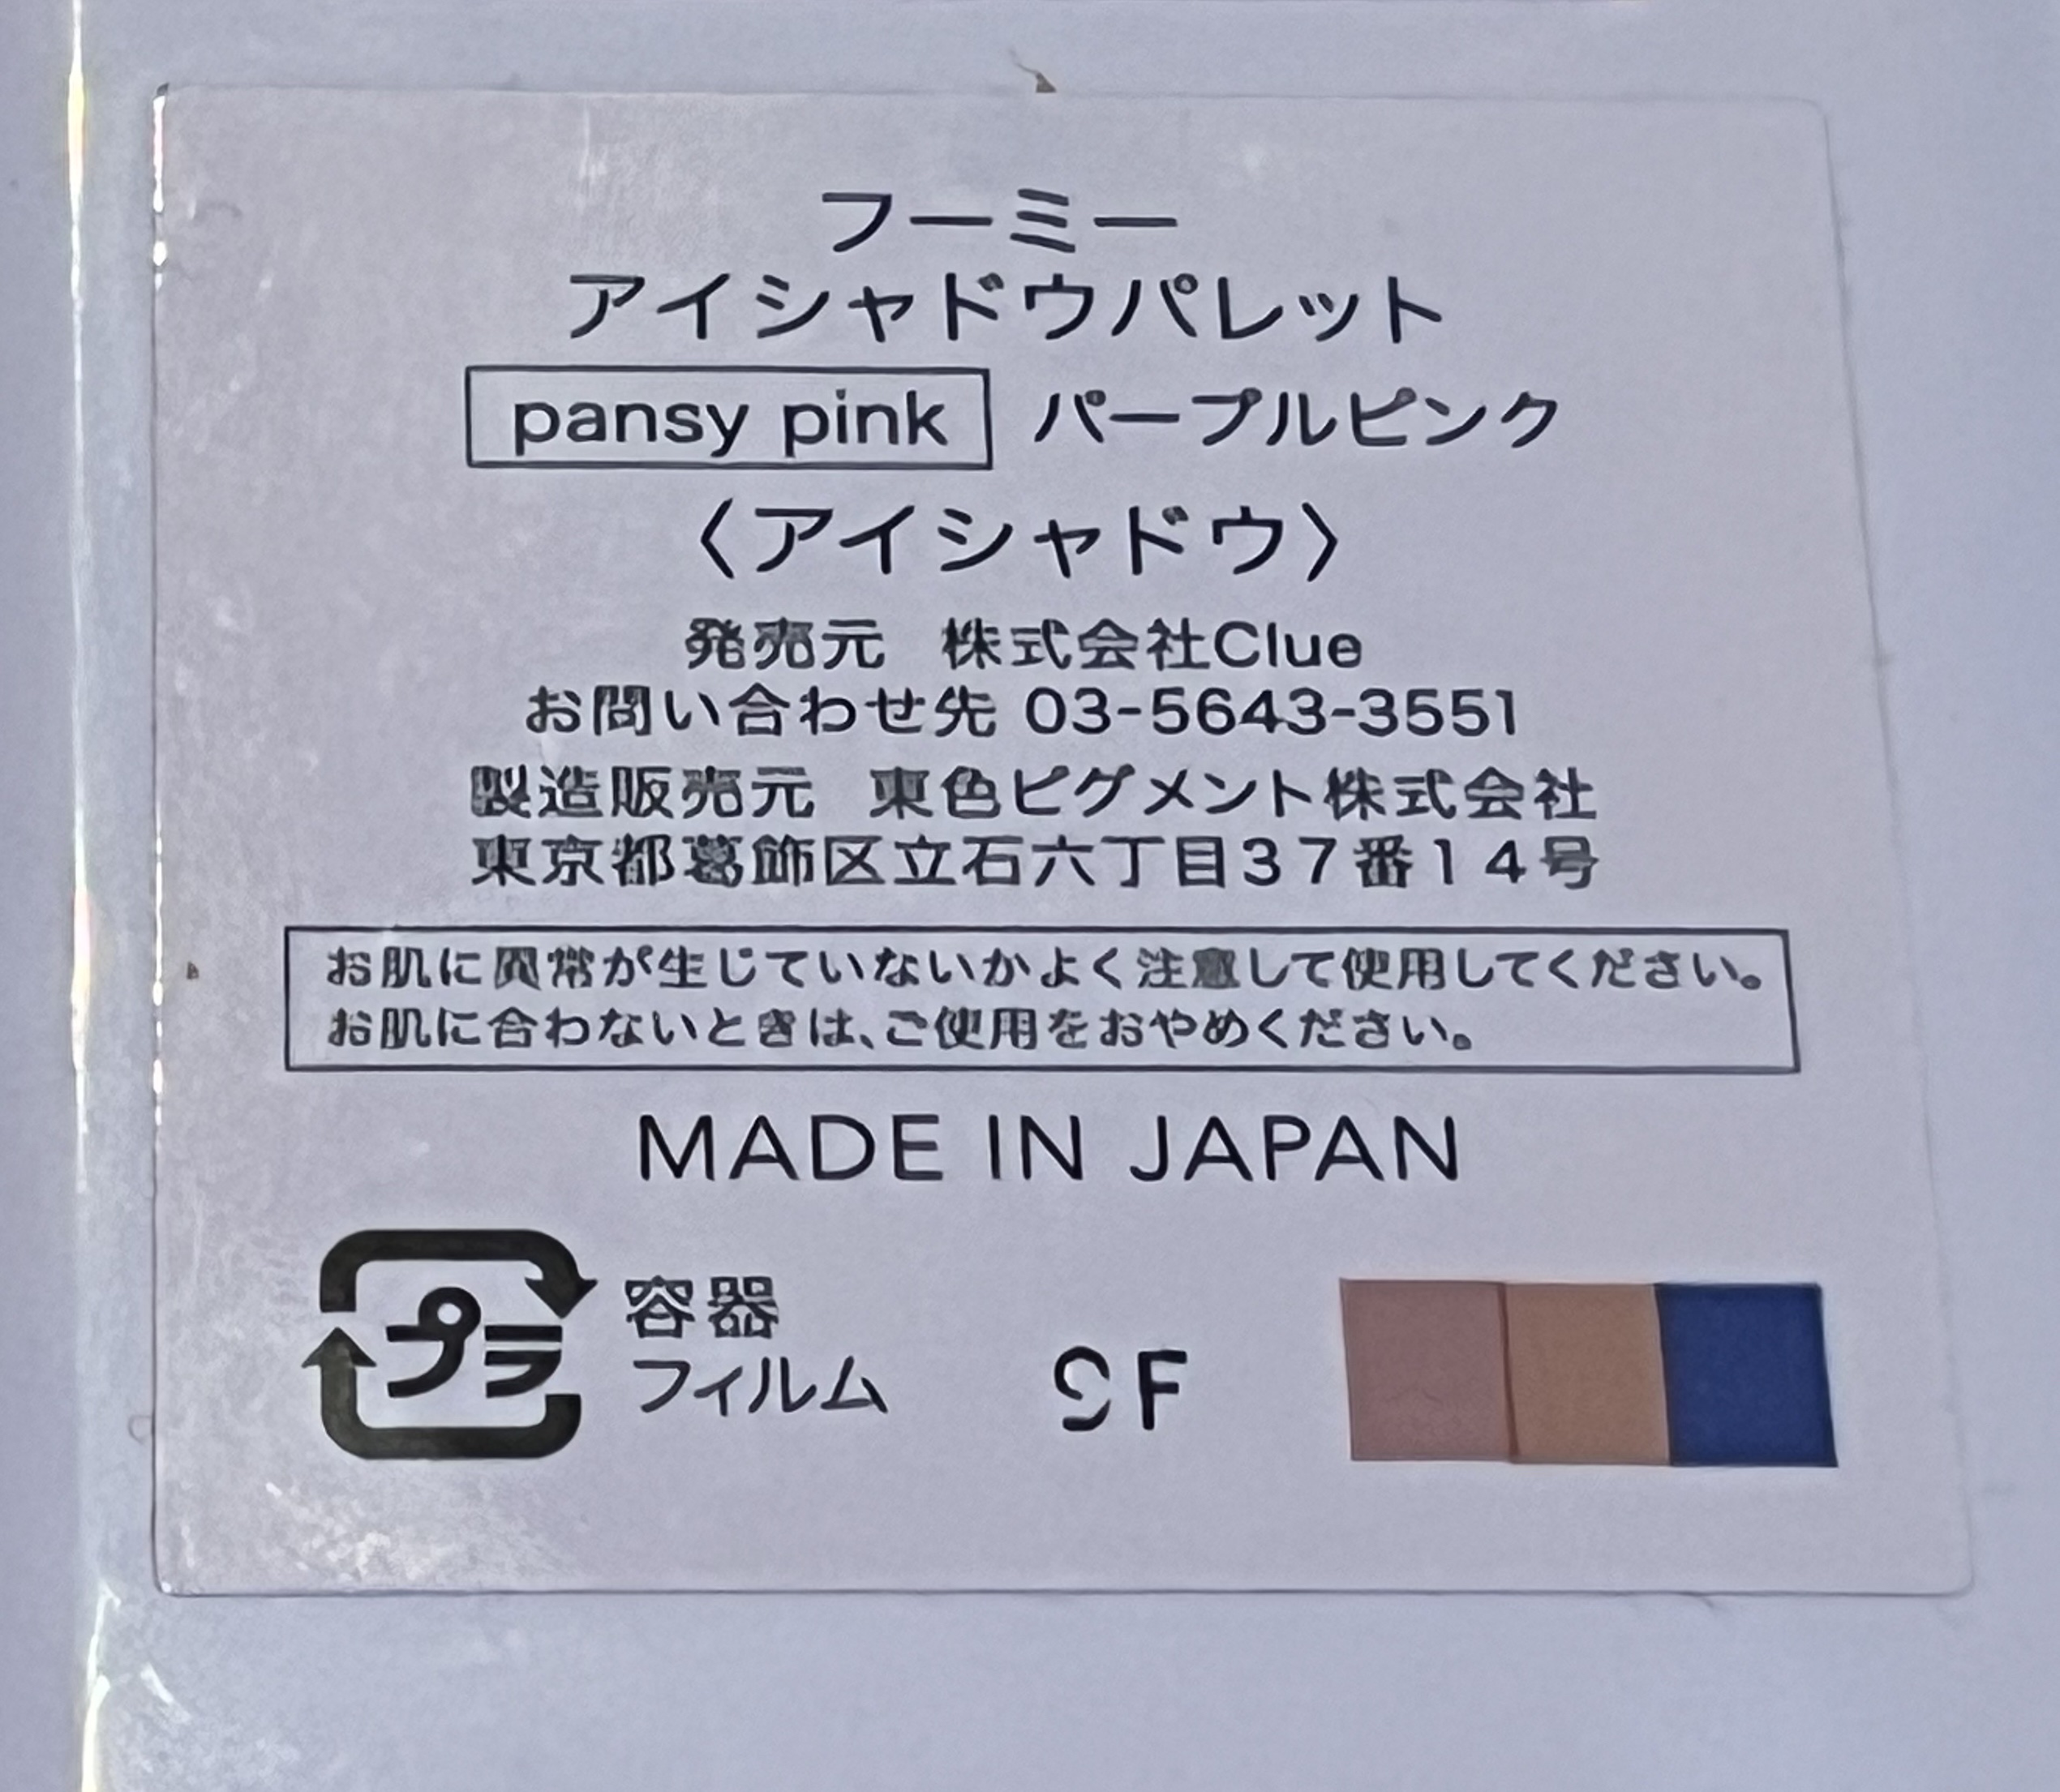 フーミー
アイシャドウパレット
pansy pink パープルピンク
〈アイシャドウ〉
発売元 株式会社Clue
お問い合わせ先 03-5643-3551
製造販売元 東色ピグメント株式会社
東京都葛飾区立石六丁目37番14号
お肌に異常が生じていないかよく注意して使用してください。
お肌に合わないときは、ご使用をおやめください。
MADE IN JAPAN
プラ
容器
フィルム